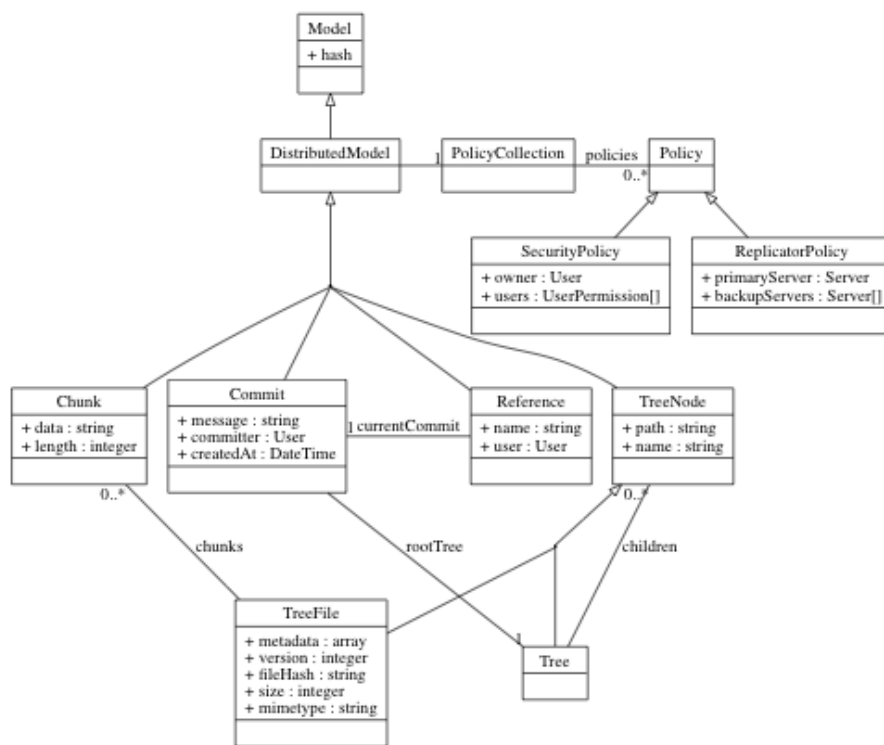 Model
+ hash
DistributedModel
1
PolicyCollection
policies
0..*
Policy
SecurityPolicy
+ owner : User
+ users : UserPermission[]
ReplicatorPolicy
+ primaryServer : Server
+ backupServers : Server[]
Chunk
+ data : string
+ length : integer
Commit
+ message : string
+ committer : User
+ createdAt : DateTime
1 currentCommit
Reference
+ name : string
+ user : User
TreeNode
+ path : string
+ name : string
0..*
0..*
chunks
rootTree
children
TreeFile
+ metadata : array
+ version : integer
+ fileHash : string
+ size : integer
+ mimetype : string
1
Tree